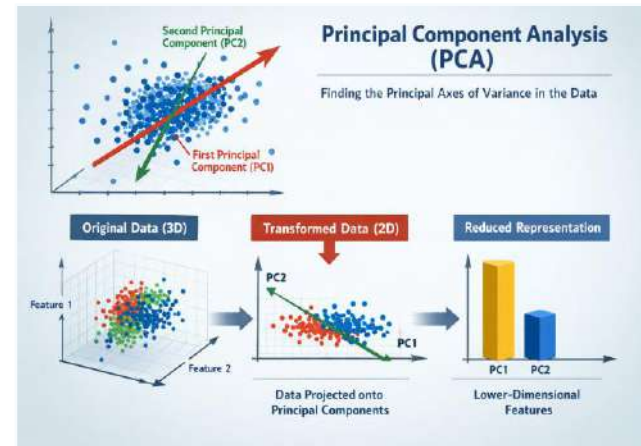 Second Principal
Component (PC2)
Principal Component Analysis
(PCA)
Finding the Principal Axes of Variance in the Data
First Principal
Component (PC1)
Original Data (3D)
Transformed Data (2D)
Reduced Representation
Feature 1
Feature 2
PC2
PC1
PC1
PC2
Data Projected onto
Principal Components
Lower-Dimensional
Features